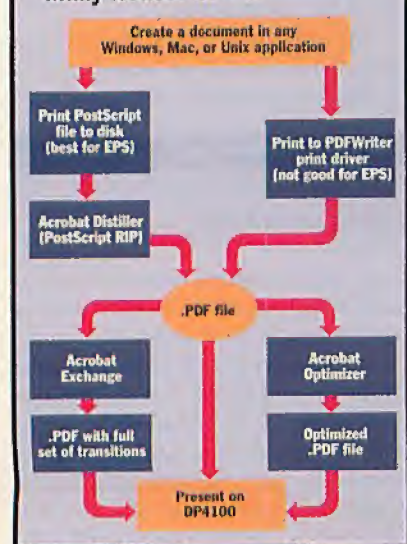 Create a document in any
Windows, Mac, or Unix application
Print PostScript
file to disk
(best for EPS)
Print to PDFWriter
print driver
(not good for EPS)
Acrobat Distiller
(PostScript RIP)
.PDF file
Acrobat
Exchange
Acrobat
Optimizer
.PDF with full
set of transitions
Optimized
.PDF file
Present on
DP4100